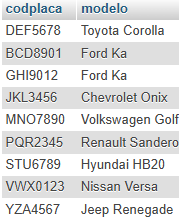 codplaca modelo
DEF5678 Toyota Corolla
BCD8901 Ford Ka
GHI9012 Ford Ka
JKL3456 Chevrolet Onix
MNO7890 Volkswagen Golf
PQR2345 Renault Sandero
STU6789 Hyundai HB20
VWX0123 Nissan Versa
YZA4567 Jeep Renegade